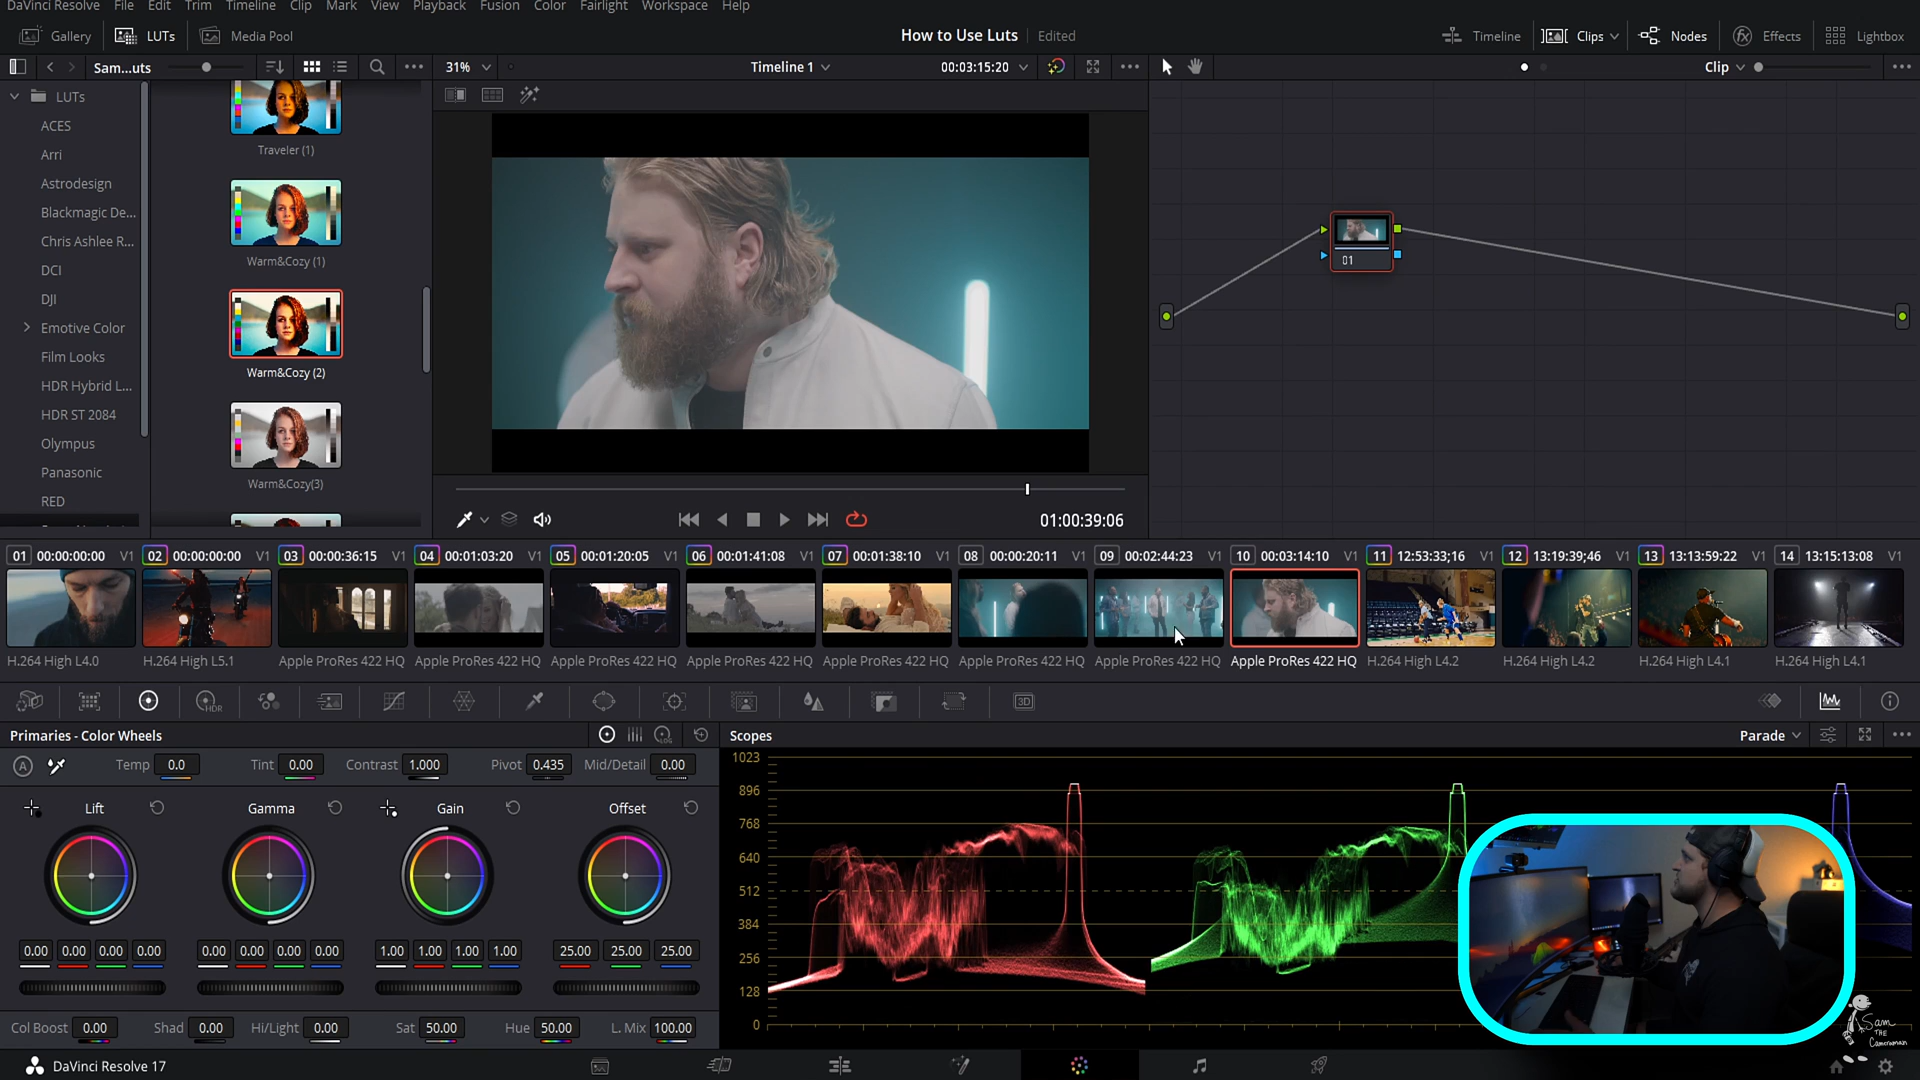 DaVinci Resolve File Edit Trim Timeline Clip Mark View Playback Fusion Color Fairlight Workspace Help
Gallery LUTs Media Pool How to Use Luts Edited Timeline Clips Nodes Effects Lightbox
Sam...uts 31% Timeline 1 00:03:15:20 Clip
LUTs
ACES
Arri
Astrodesign
Blackmagic De...
Chris Ashlee R...
DCI
DJI
Emotive Color
Film Looks
HDR Hybrid L...
HDR ST 2084
Olympus
Panasonic
RED
Traveler (1)
Warm&Cozy (1)
Warm&Cozy (2)
Warm&Cozy(3)
01
01:00:39:06
01 00:00:00:00 V1 02 00:00:00:00 V1 03 00:00:36:15 V1 04 00:01:03:20 V1 05 00:01:20:05 V1 06 00:01:41:08 V1 07 00:01:38:10 V1 08 00:00:20:11 V1 09 00:02:44:23 V1 10 00:03:14:10 V1 11 12:53:33;16 V1 12 13:19:39;46 V1 13 13:13:59:22 V1 14 13:15:13:08 V1
H.264 High L4.0 H.264 High L5.1 Apple ProRes 422 HQ Apple ProRes 422 HQ Apple ProRes 422 HQ Apple ProRes 422 HQ Apple ProRes 422 HQ Apple ProRes 422 HQ Apple ProRes 422 HQ Apple ProRes 422 HQ H.264 High L4.2 H.264 High L4.2 H.264 High L4.1 H.264 High L4.1
HDR 3D
Primaries - Color Wheels LOG
A Temp 0.0 Tint 0.00 Contrast 1.000 Pivot 0.435 Mid/Detail 0.00
Lift Gamma Gain Offset
0.00 0.00 0.00 0.00 0.00 0.00 0.00 0.00 1.00 1.00 1.00 1.00 25.00 25.00 25.00
Col Boost 0.00 Shad 0.00 Hi/Light 0.00 Sat 50.00 Hue 50.00 L. Mix 100.00
Scopes Parade
1023
896
768
640
512
384
256
128
0
Sam
THE
Cameraman
DaVinci Resolve 17